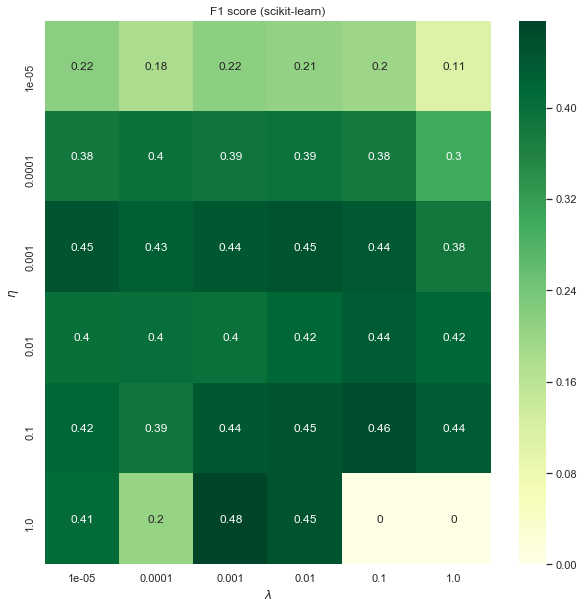 F1 score (scikit-learn)
1e-05 0.22 0.18 0.22 0.21 0.2 0.11
0.0001 0.38 0.4 0.39 0.39 0.38 0.3
0.001 0.45 0.43 0.44 0.45 0.44 0.38
0.01 0.4 0.4 0.4 0.42 0.44 0.42
0.1 0.42 0.39 0.44 0.45 0.46 0.44
1.0 0.41 0.2 0.48 0.45 0 0
η
1e-05 0.0001 0.001 0.01 0.1 1.0
λ
0.40
0.32
0.24
0.16
0.08
0.00